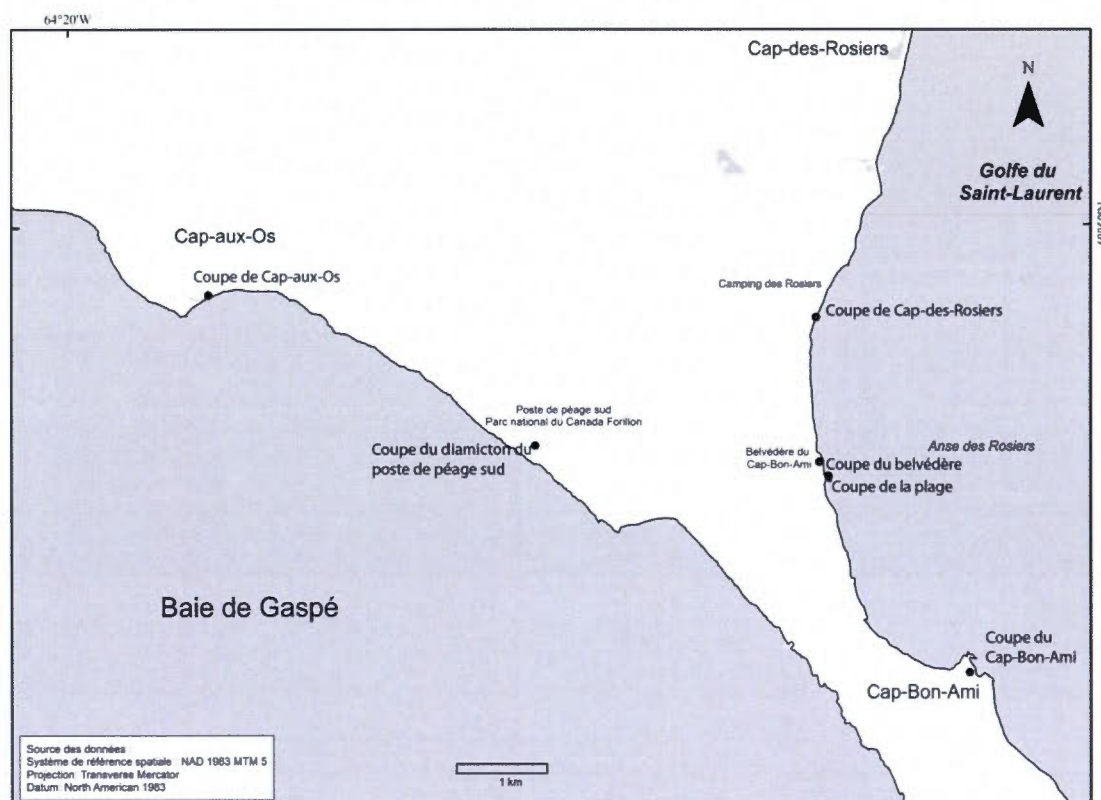 64°20'W
Cap-des-Rosiers
N
Golfe du
Saint-Laurent
Cap-aux-Os
Coupe de Cap-aux-Os
Camping des Rosiers
Coupe de Cap-des-Rosiers
Poste de péage sud
Parc national du Canada Forillon
Coupe du diamicton du
poste de péage sud
Belvédère du
Cap-Bon-Ami
Anse des Rosiers
Coupe du belvédère
Coupe de la plage
Baie de Gaspé
Coupe du
Cap-Bon-Ami
Cap-Bon-Ami
Source des données
Système de référence spatiale : NAD 1983 MTM 5
Projection: Transverse Mercator
Datum: North American 1983
1 km